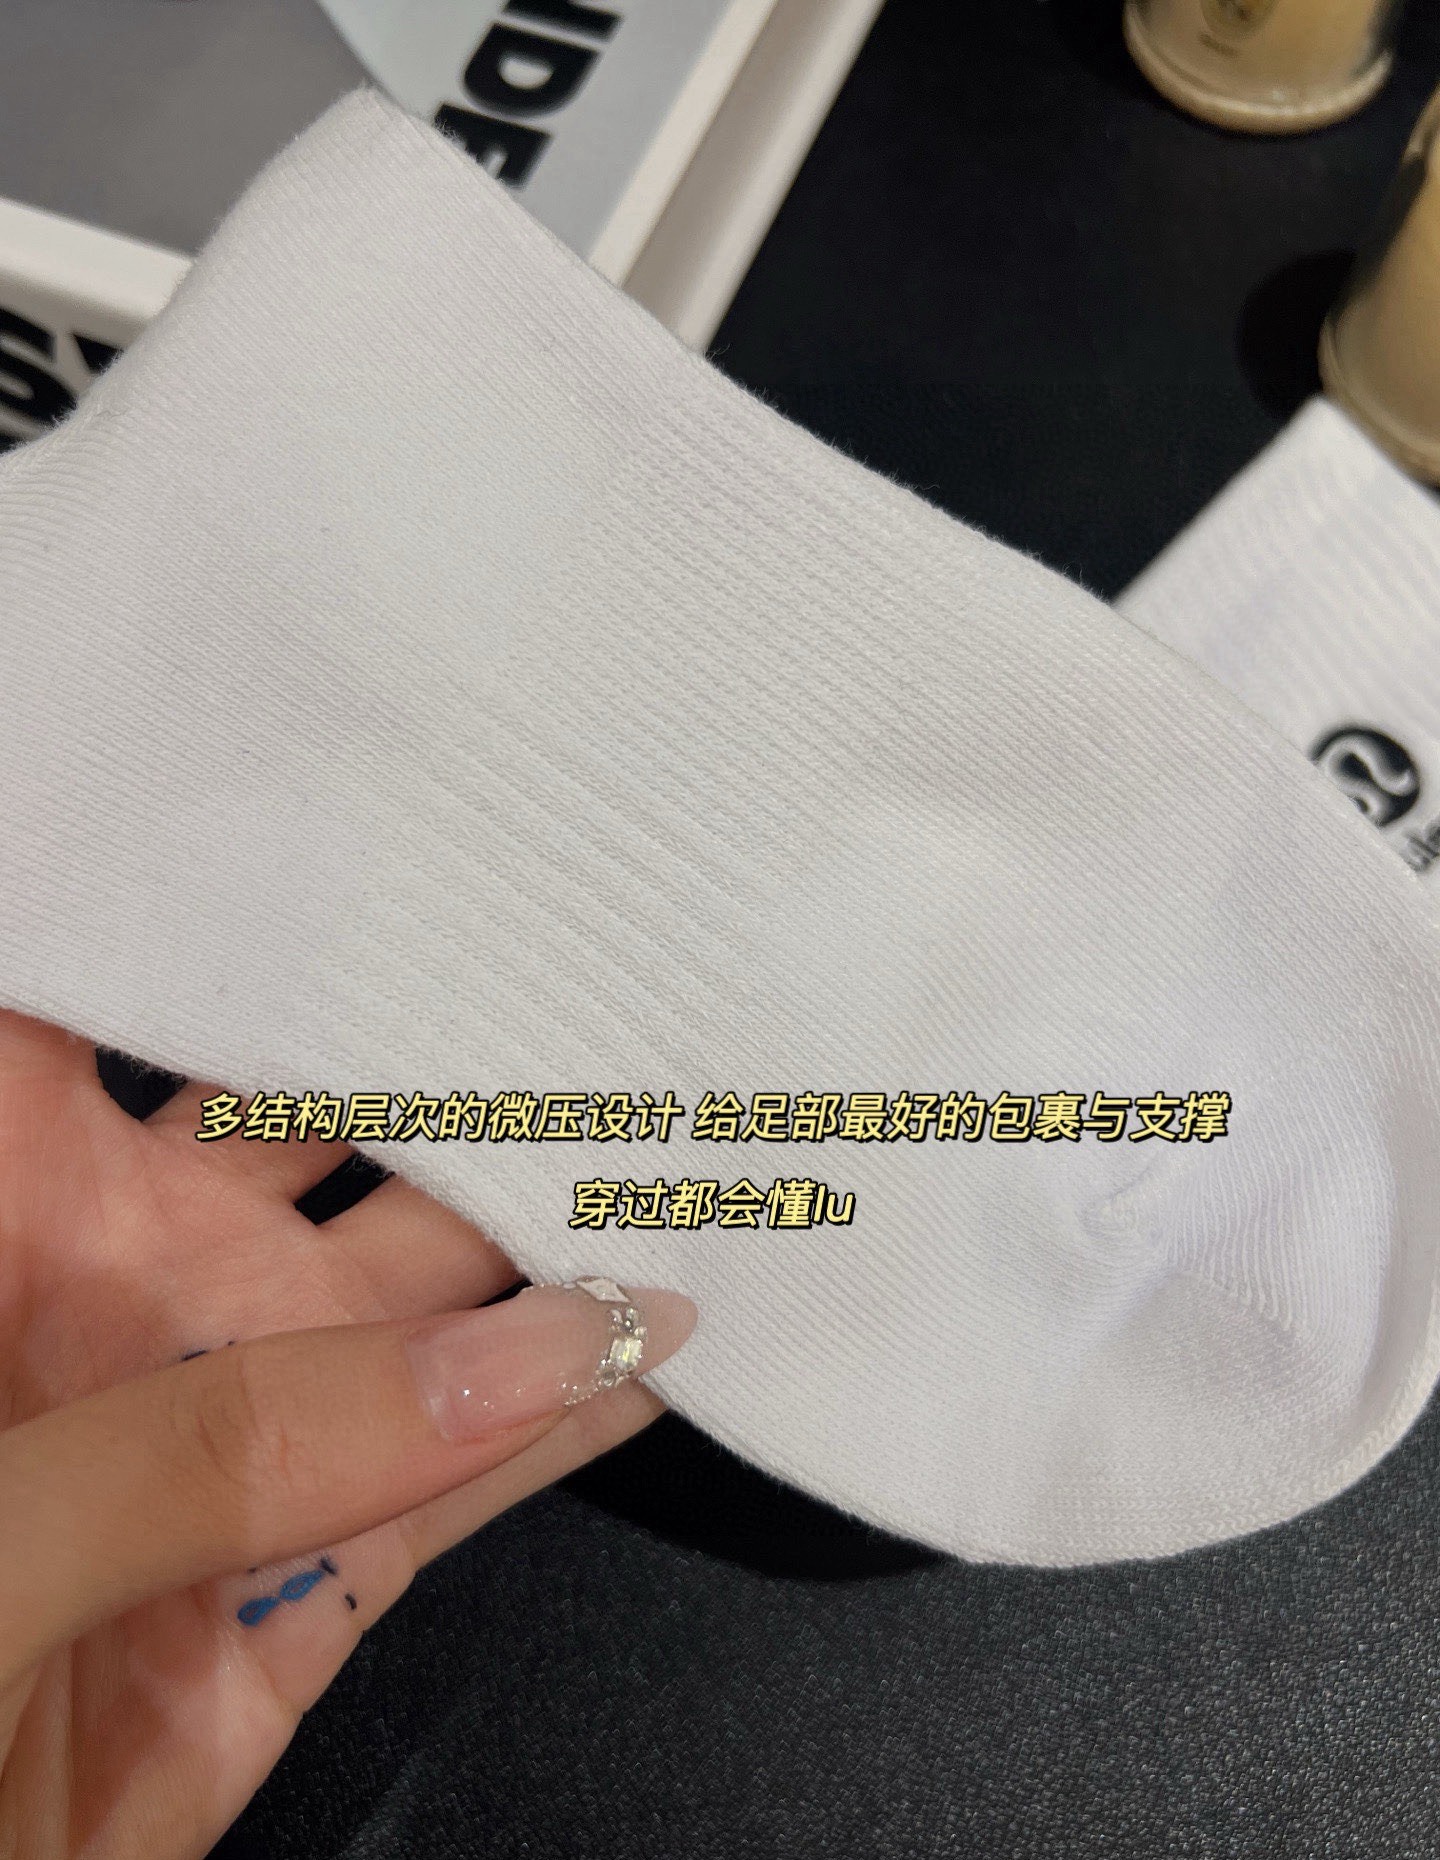 多结构层次的微压设计 给足部最好的包裹与支撑
穿过都会懂lu